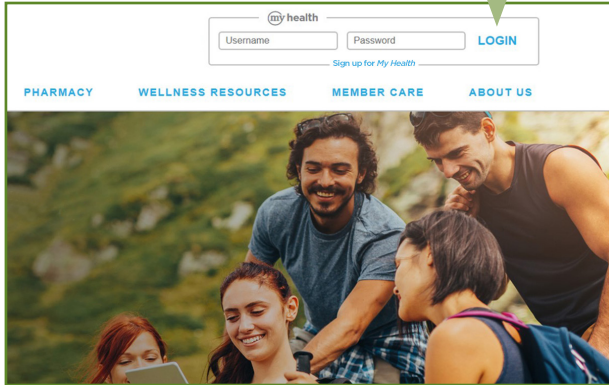 my health
Username Password LOGIN
Sign up for My Health
PHARMACY WELLNESS RESOURCES MEMBER CARE ABOUT US